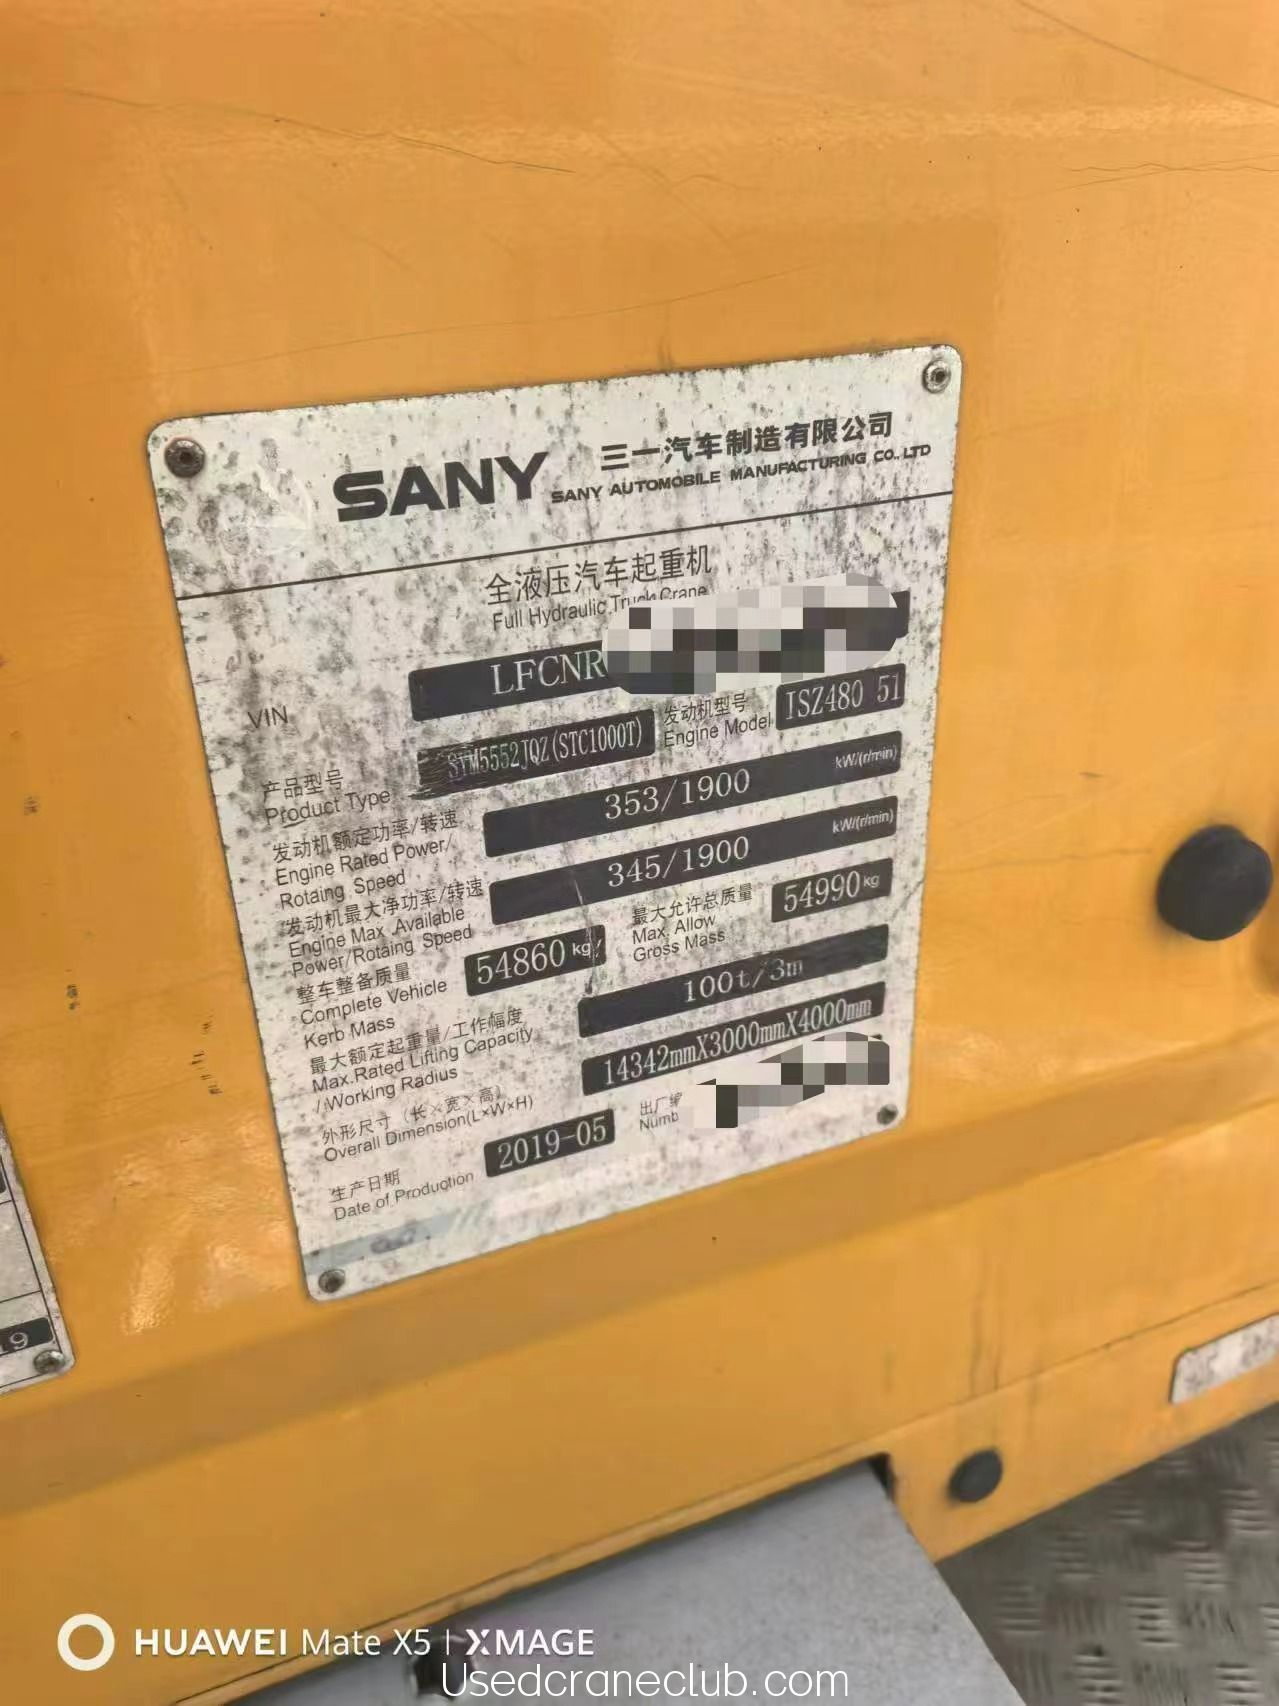 SANY 三一汽车制造有限公司
SANY AUTOMOBILE MANUFACTURING CO., LTD
全液压汽车起重机
Full Hydraulic Truck Crane
VIN LFCNR
产品型号 SYM5552JQZ(STC1000T) 发动机型号 ISZ480 51
Product Type Engine Model
发动机额定功率/转速 353/1900 kW/(r/min)
Engine Rated Power/
Rotaing Speed
发动机最大净功率/转速 345/1900 kW/(r/min)
Engine Max .Available
Power/Rotaing Speed
整车整备质量 54860 kg 最大允许总质量 54990 kg
Complete Vehicle Max. Allow
Kerb Mass Gross Mass
最大额定起重量/工作幅度 100t/3m
Max.Rated Lifting Capacity
/Working Radius
外形尺寸（长×宽×高） 14342mmX3000mmX4000mm
Overall Dimension(L×W×H)
生产日期 2019-05 出厂编
Date of Production Numb
19
HUAWEI Mate X5 | XMAGE
Usedcraneclub.com